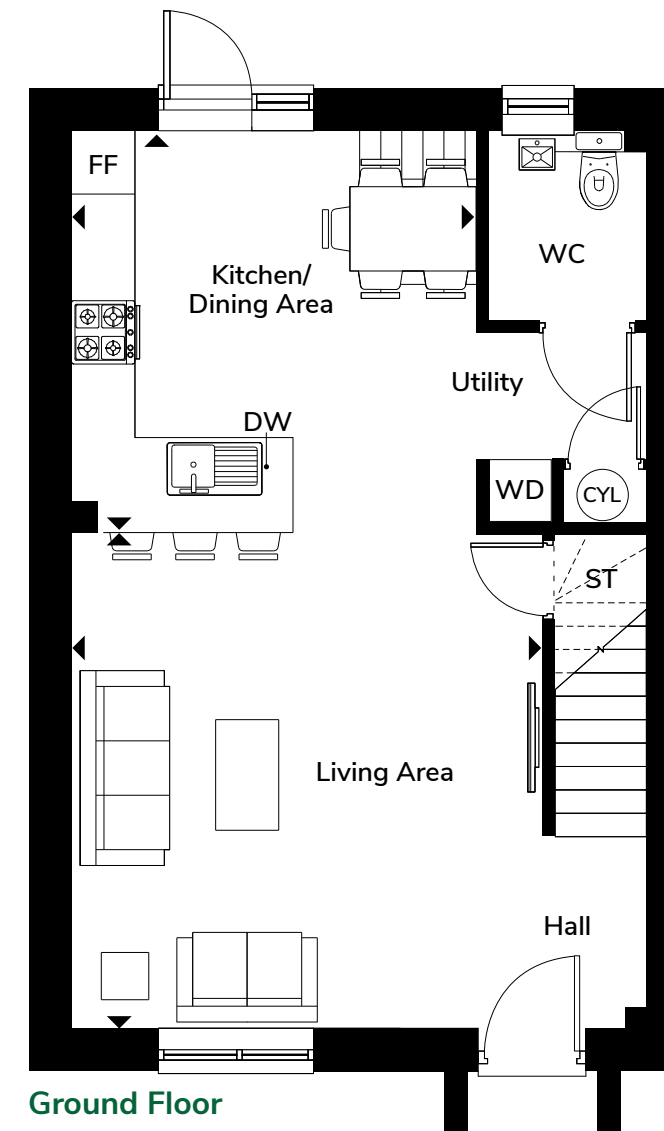 FF
WC
Kitchen/
Dining Area
Utility
DW
WD
CYL
ST
Living Area
Hall
Ground Floor